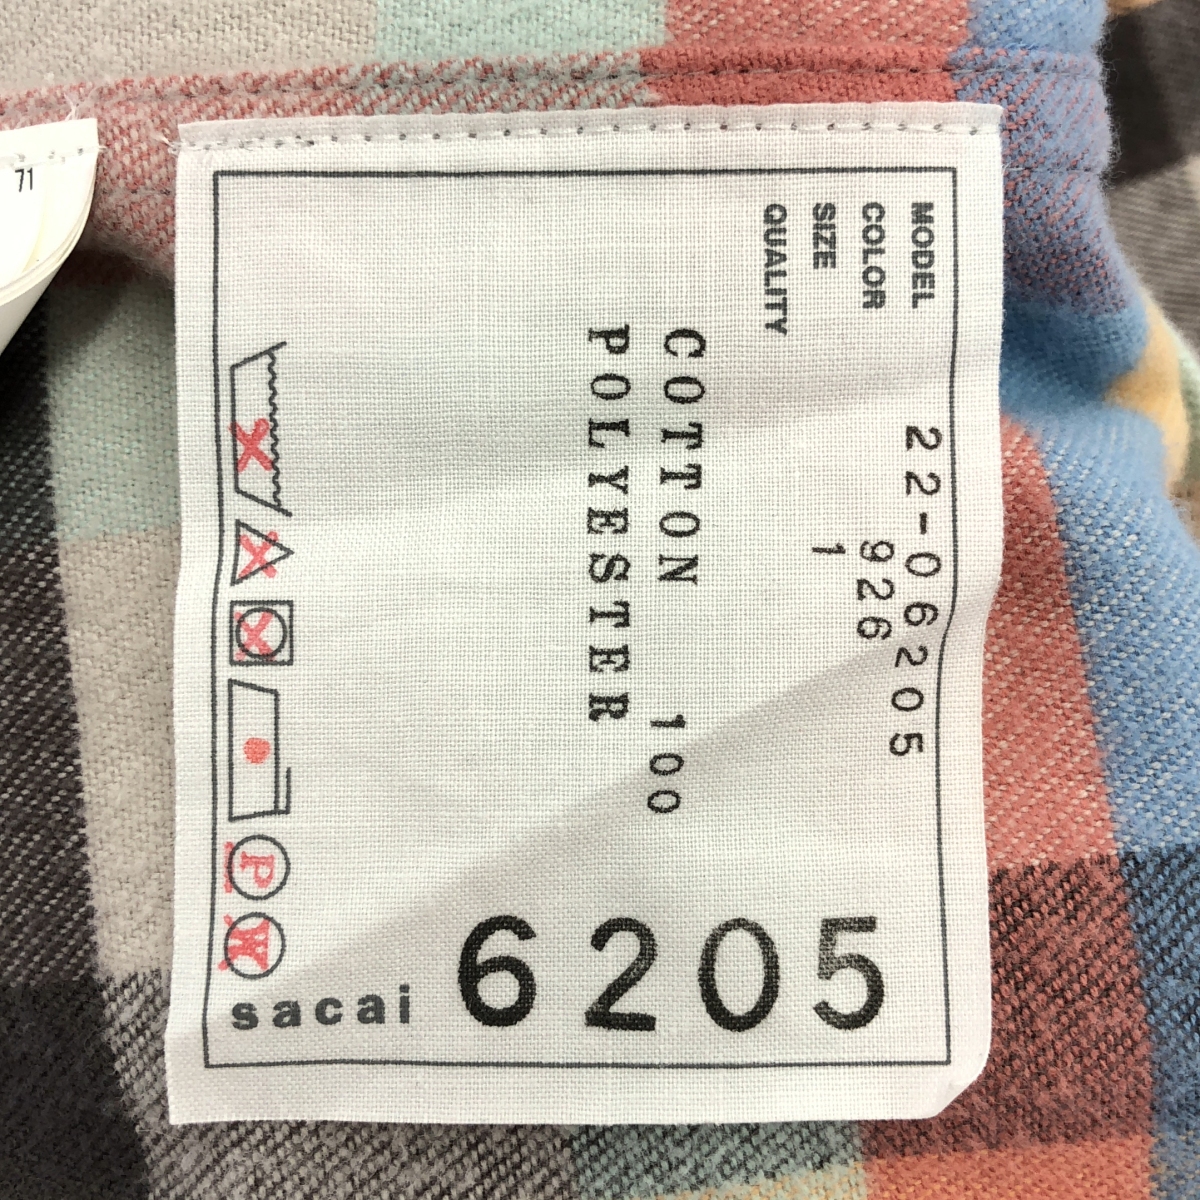 MODEL 22-06205
COLOR 926
SIZE 1
QUALITY
COTTON 100
POLYESTER
P
W
sacai
6205
71